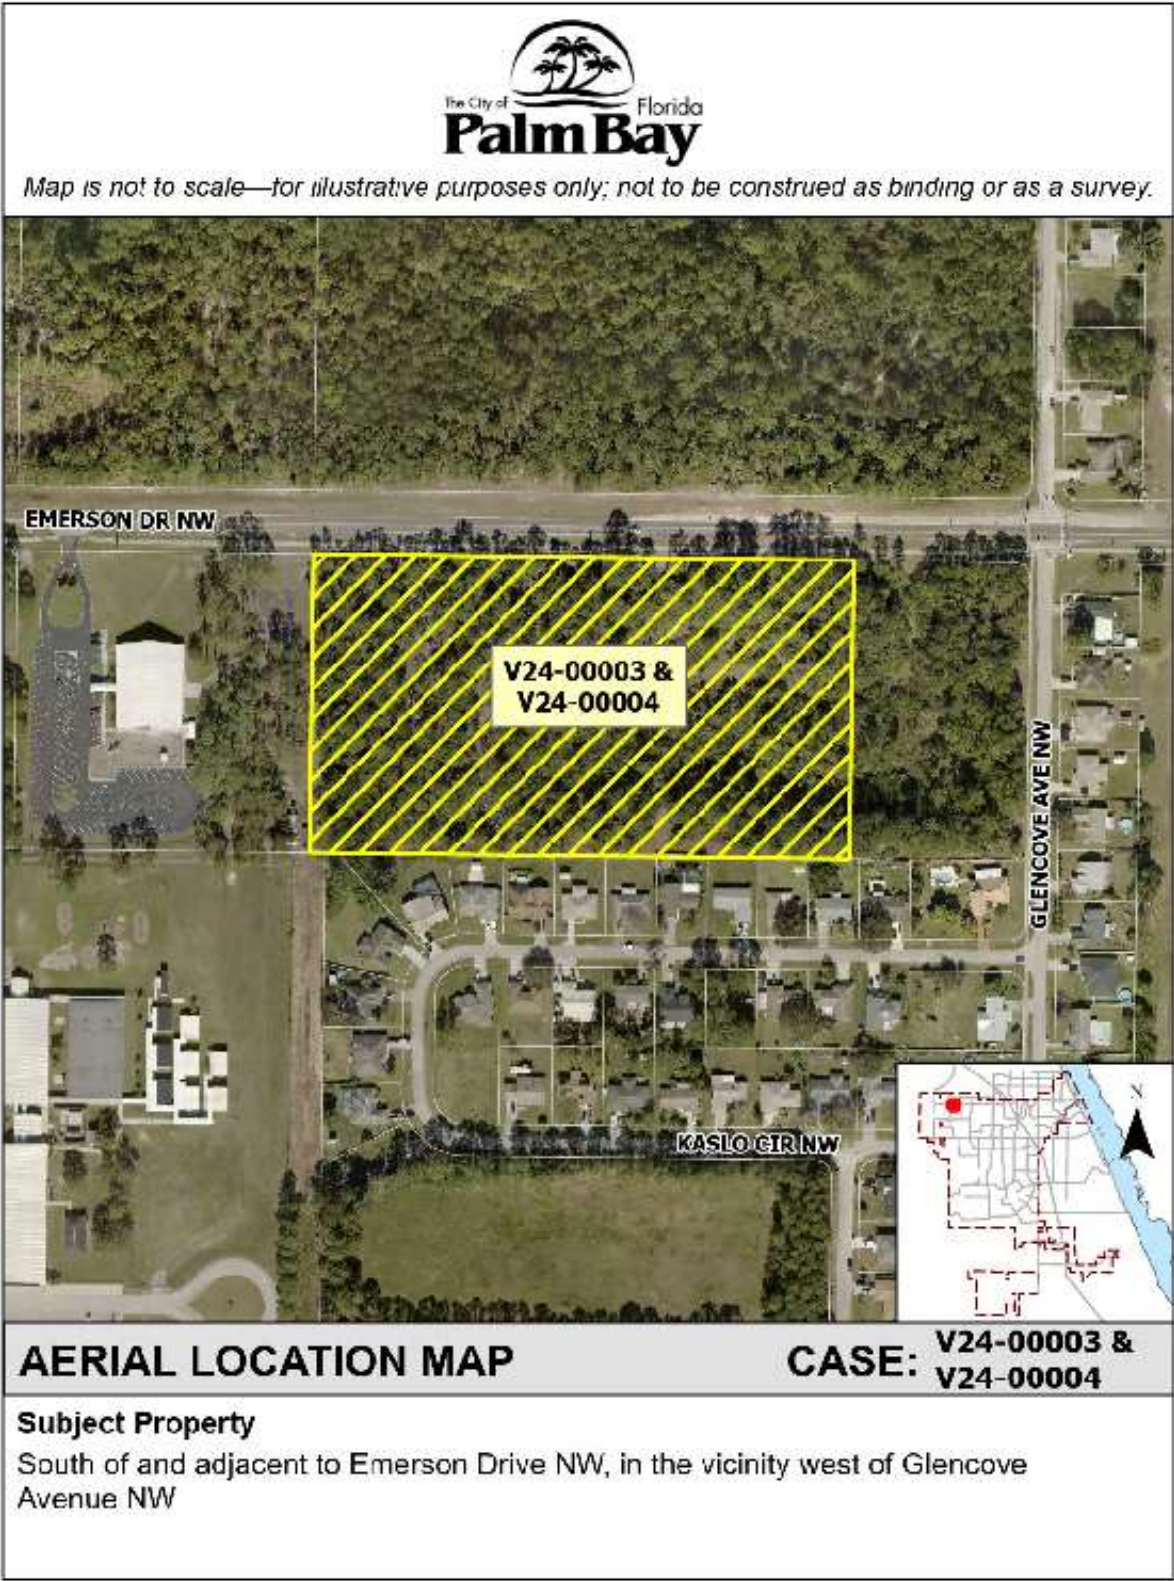 The City of Florida
Palm Bay
Map is not to scale—for illustrative purposes only; not to be construed as binding or as a survey.
EMERSON DR NW
V24-00003 &
V24-00004
GLENCOVE AVE NW
KASLO CIR NW
N
AERIAL LOCATION MAP
CASE:
V24-00003 &
V24-00004
Subject Property
South of and adjacent to Emerson Drive NW, in the vicinity west of Glencove
Avenue NW